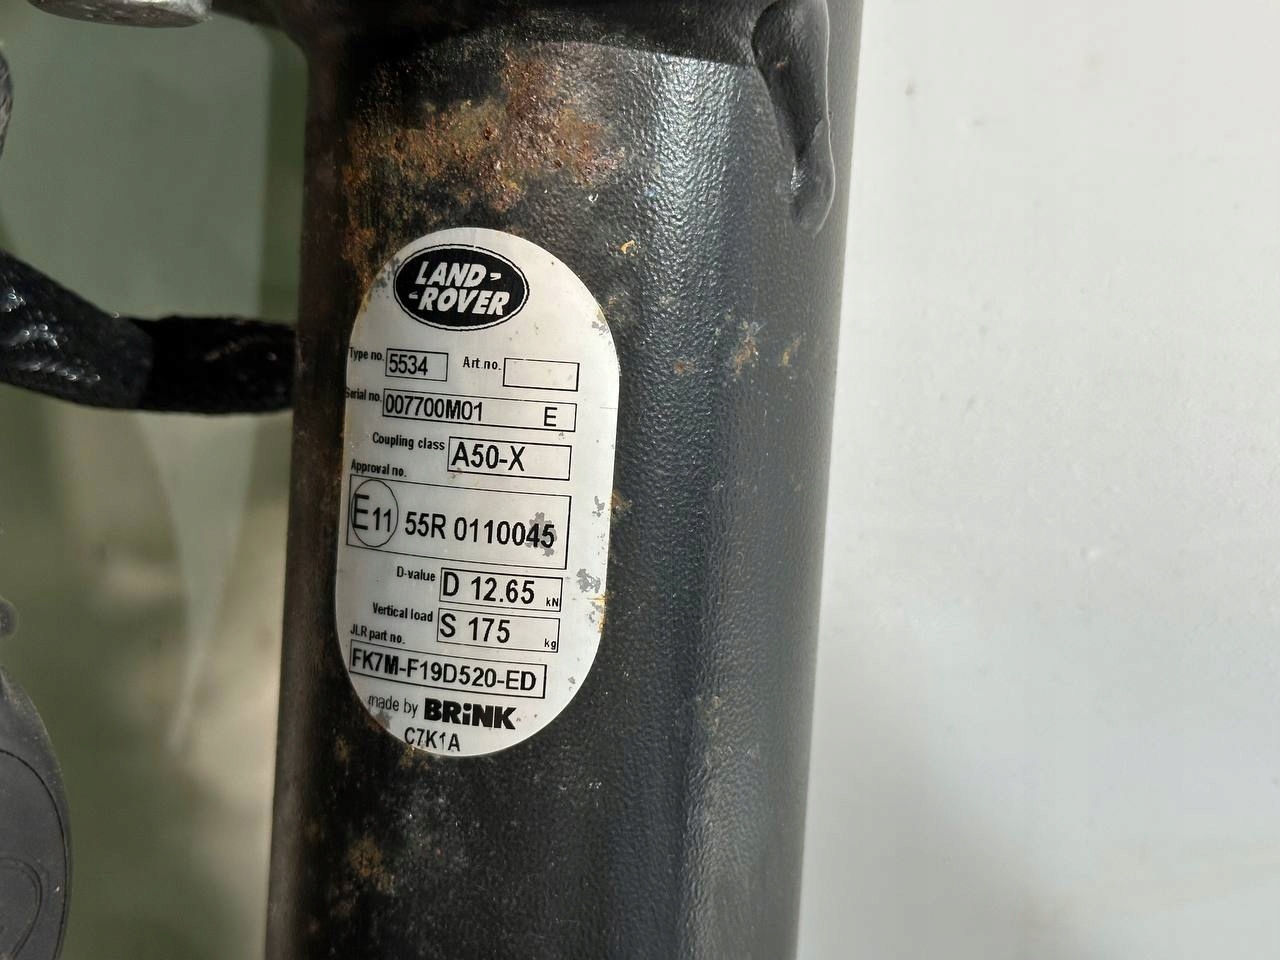 LAND-
-ROVER
Type no. 5534 Art no.
Serial no. 007700M01 E
Coupling class A50-X
Approval no.
E11 55R 0110045
D-value D 12.65 kN
Vertical load S 175 kg
JLR part no.
FK7M-F19D520-ED
made by BRiNK
C7K1A